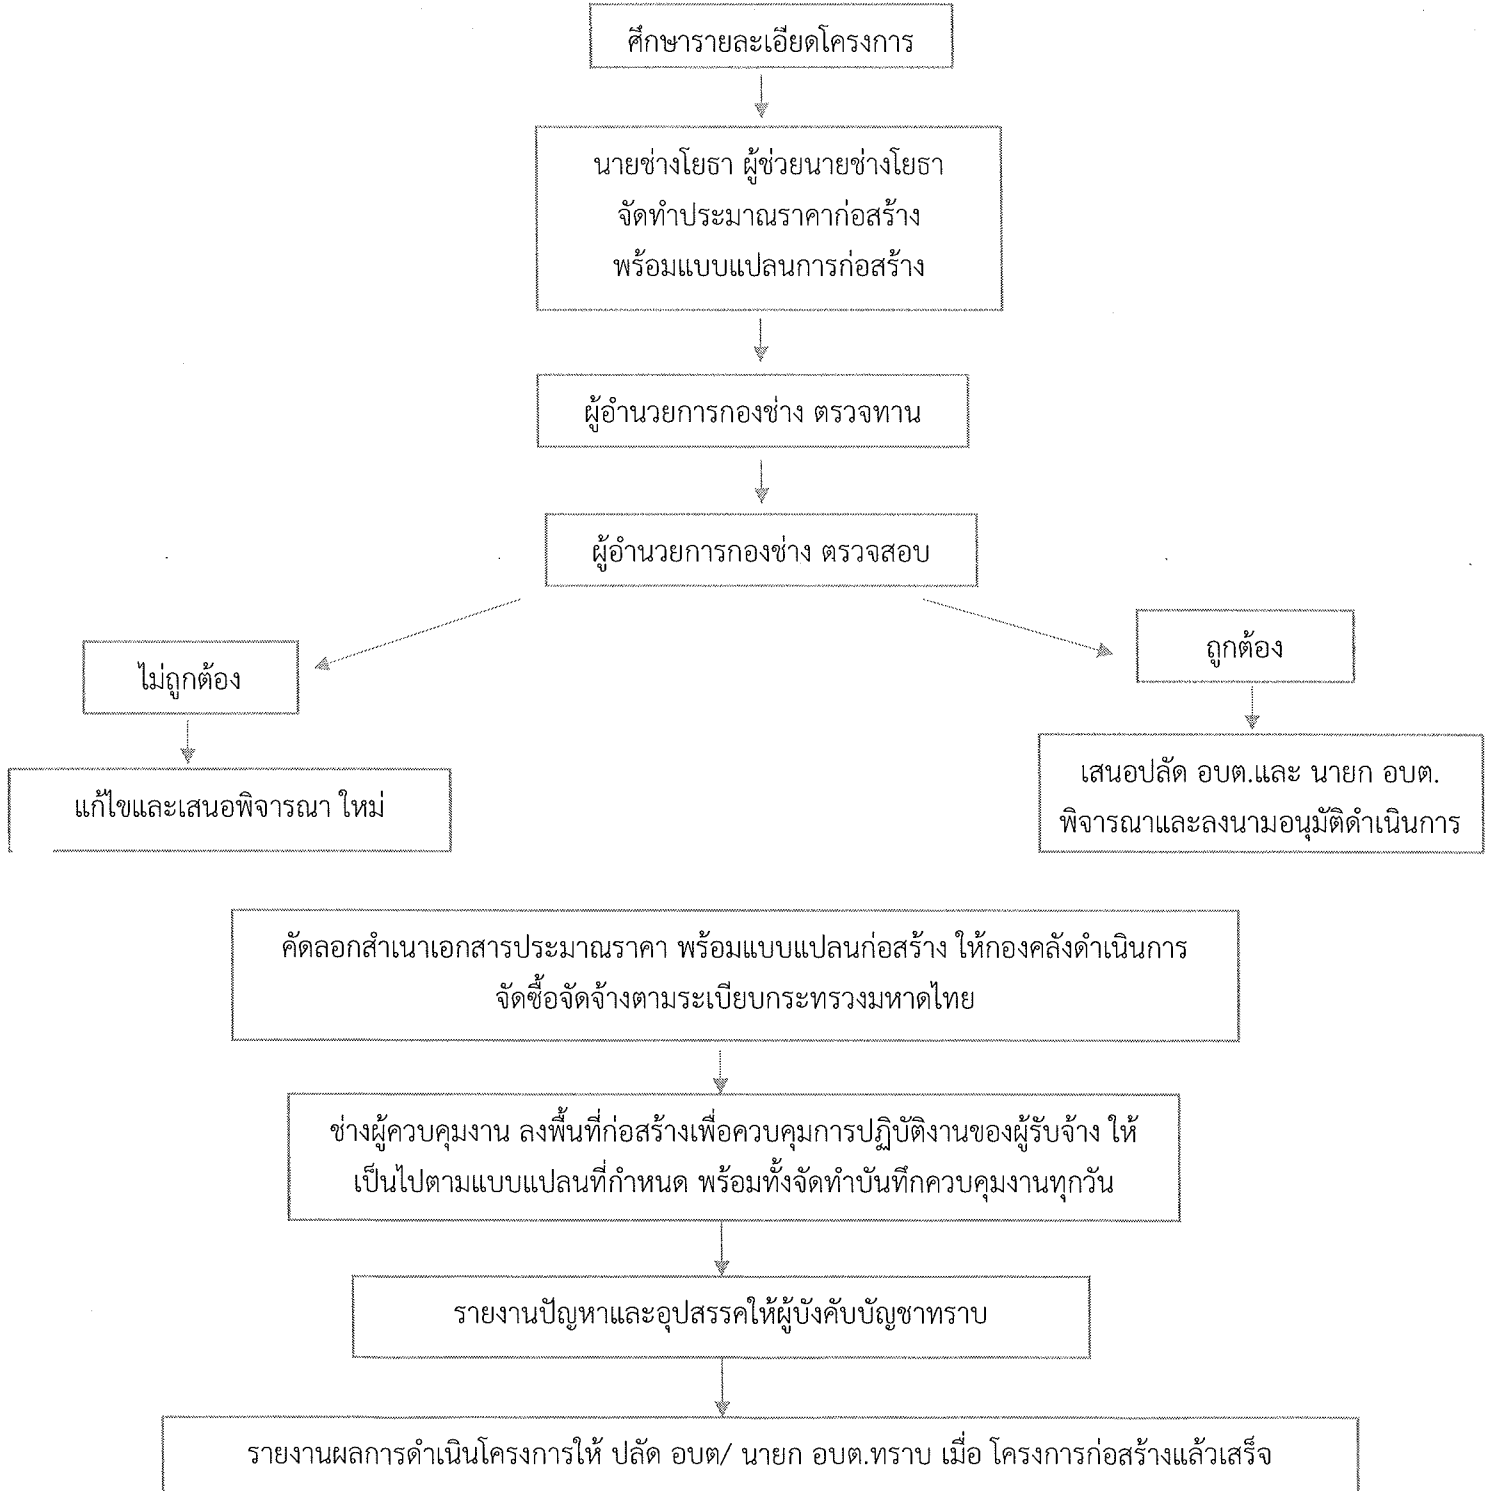 ศึกษารายละเอียดโครงการ
นายช่างโยธา ผู้ช่วยนายช่างโยธา
จัดทำประมาณราคาก่อสร้าง
พร้อมแบบแปลนการก่อสร้าง
ผู้อำนวยการกองช่าง ตรวจทาน
ผู้อำนวยการกองช่าง ตรวจสอบ
ไม่ถูกต้อง
ถูกต้อง
แก้ไขและเสนอพิจารณา ใหม่
เสนอปลัด อบต.และ นายก อบต.
พิจารณาและลงนามอนุมัติดำเนินการ
คัดลอกสำเนาเอกสารประมาณราคา พร้อมแบบแปลนก่อสร้าง ให้กองคลังดำเนินการ
จัดซื้อจัดจ้างตามระเบียบกระทรวงมหาดไทย
ช่างผู้ควบคุมงาน ลงพื้นที่ก่อสร้างเพื่อควบคุมการปฏิบัติงานของผู้รับจ้าง ให้
เป็นไปตามแบบแปลนที่กำหนด พร้อมทั้งจัดทำบันทึกควบคุมงานทุกวัน
รายงานปัญหาและอุปสรรคให้ผู้บังคับบัญชาทราบ
รายงานผลการดำเนินโครงการให้ ปลัด อบต/ นายก อบต.ทราบ เมื่อ โครงการก่อสร้างแล้วเสร็จ